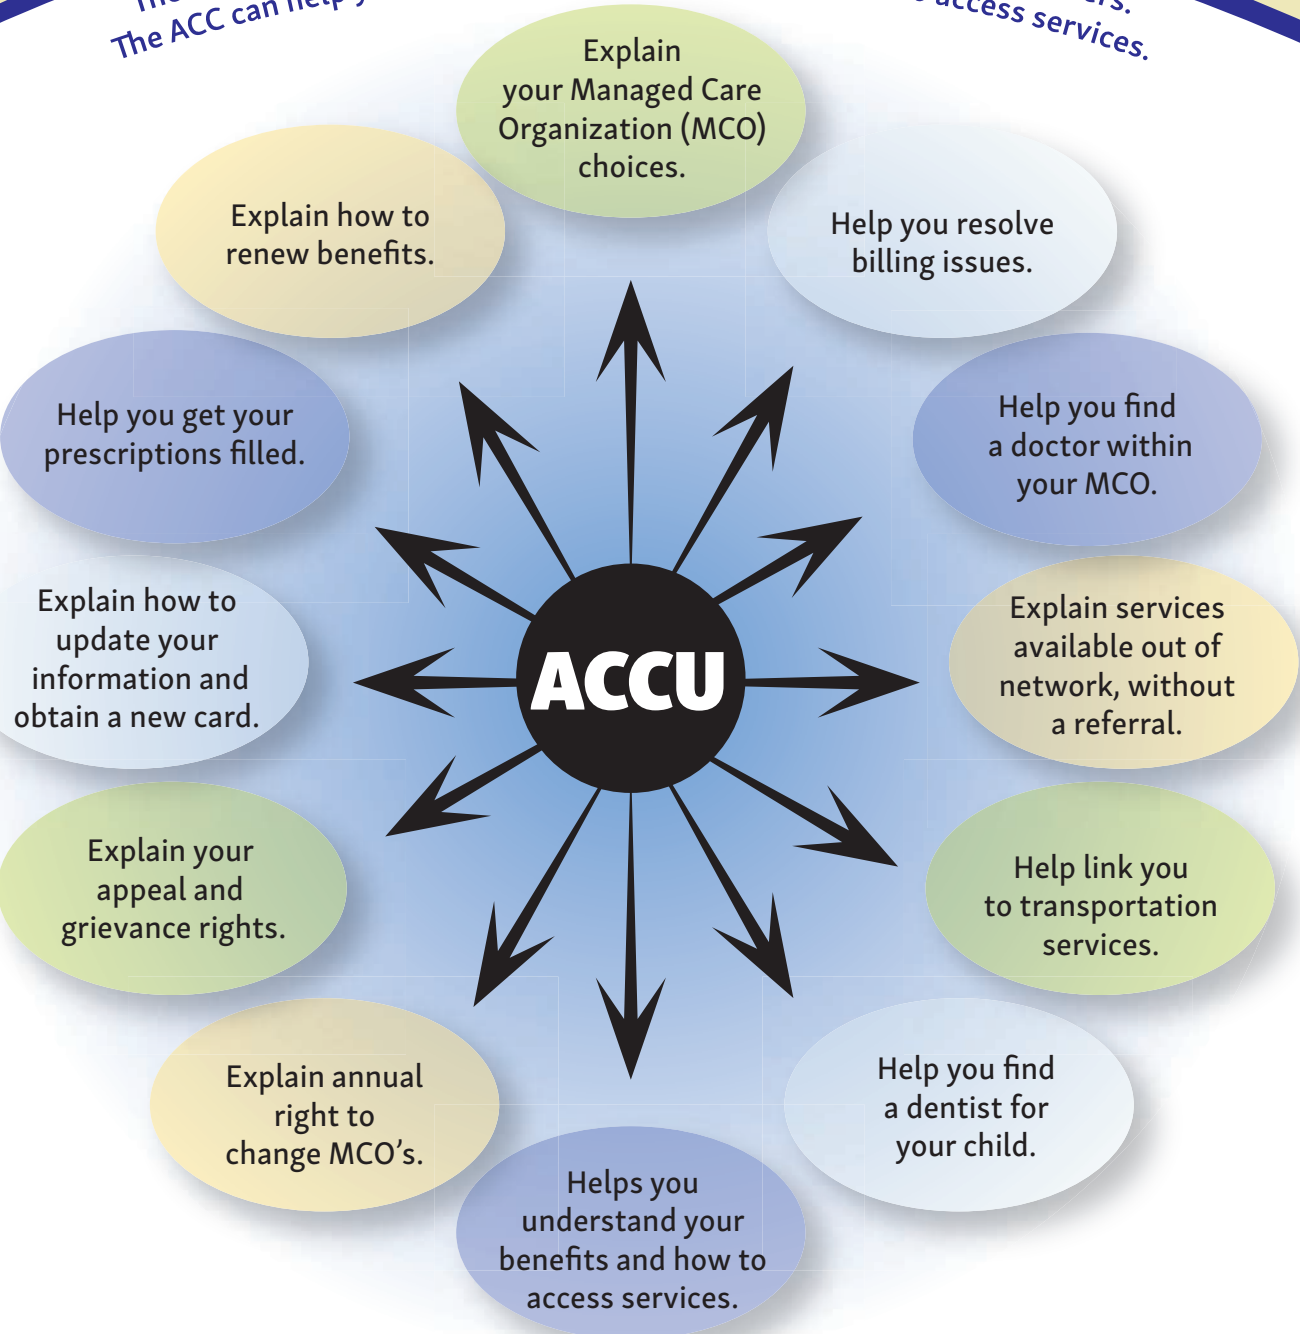 The ACC can help y
access services.
Explain
your Managed Care
Organization (MCO)
choices.
Help you resolve
billing issues.
Help you find
a doctor within
your MCO.
Explain services
available out of
network, without
a referral.
Help link you
to transportation
services.
Help you find
a dentist for
your child.
Helps you
understand your
benefits and how to
access services.
Explain annual
right to
change MCO’s.
Explain your
appeal and
grievance rights.
Explain how to
update your
information and
obtain a new card.
Help you get your
prescriptions filled.
Explain how to
renew benefits.
ACCU